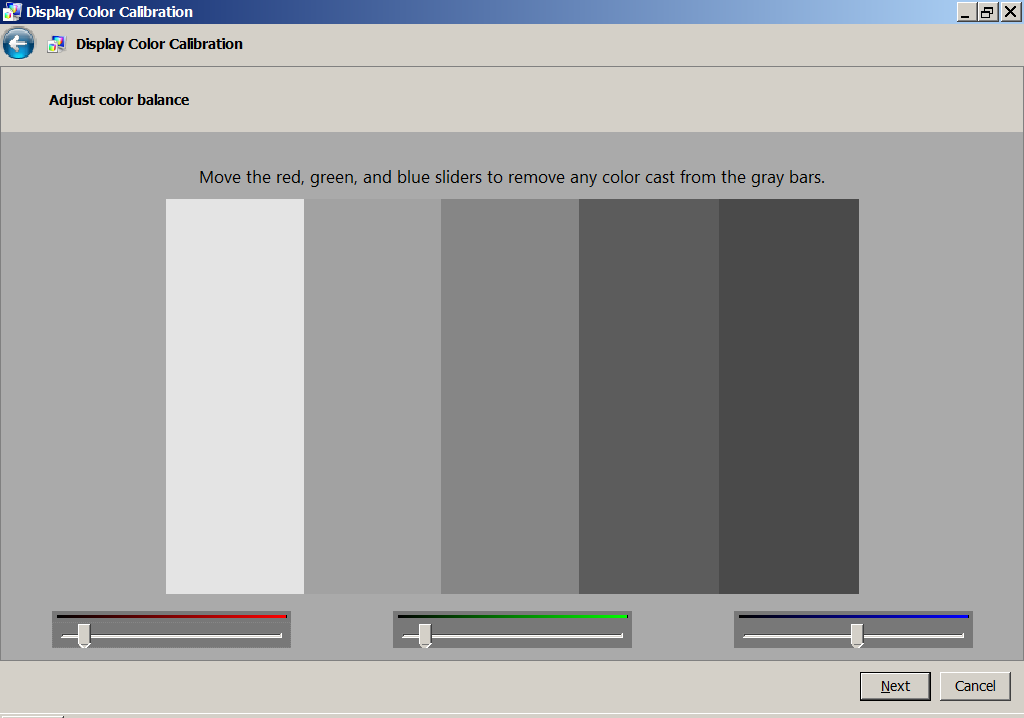 Display Color Calibration
Display Color Calibration
Adjust color balance
Move the red, green, and blue sliders to remove any color cast from the gray bars.
Next
Cancel